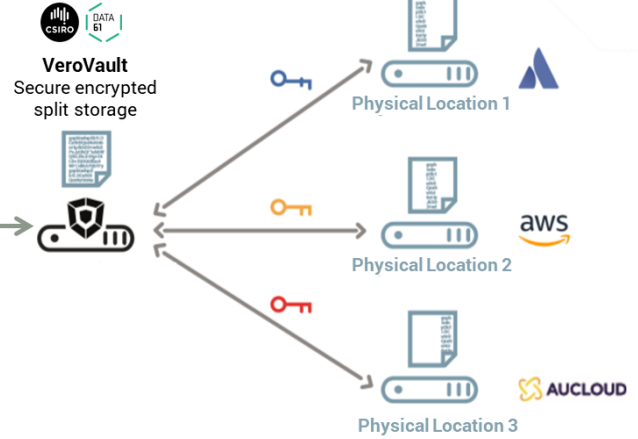 CSIRO
DATA
61
VeroVault
Secure encrypted
split storage
Physical Location 1
aws
Physical Location 2
AUCLOUD
Physical Location 3